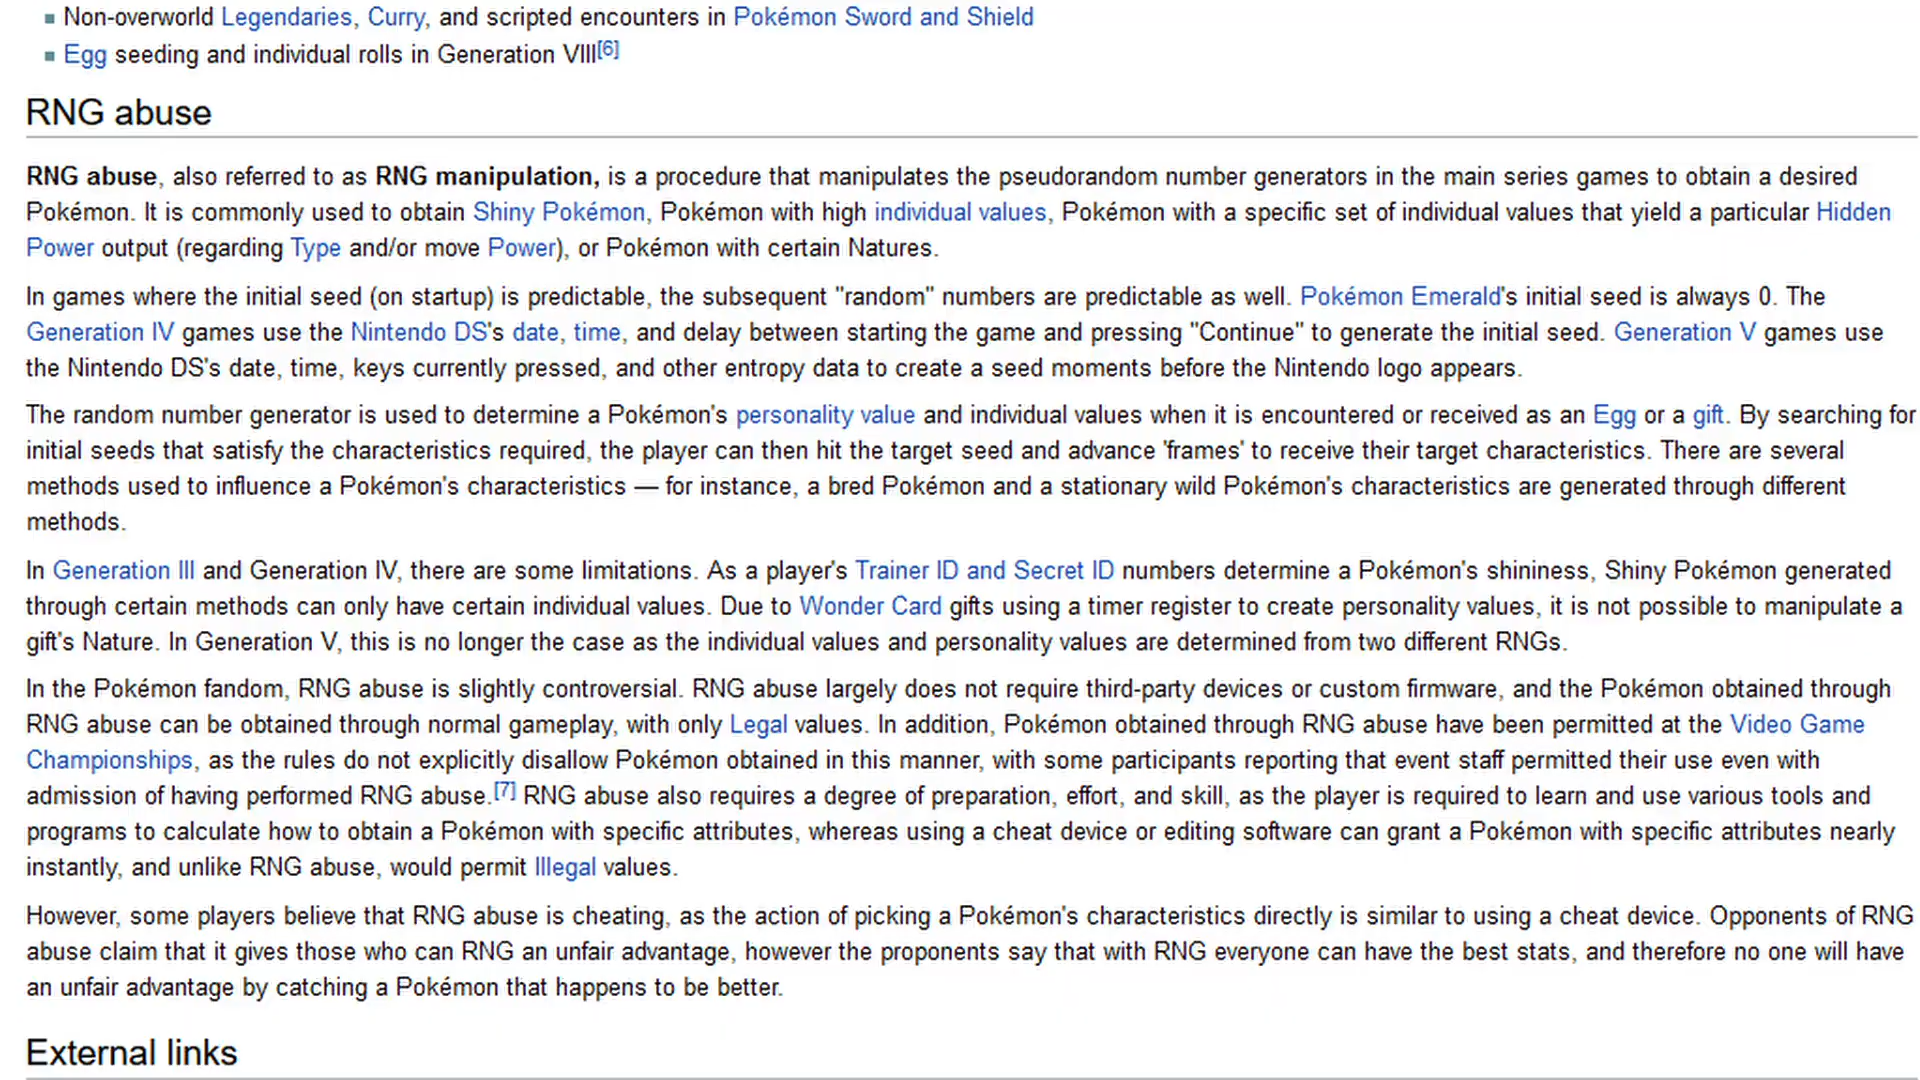 Non-overworld Legendaries, Curry, and scripted encounters in Pokémon Sword and Shield
Egg seeding and individual rolls in Generation VIII[6]
RNG abuse
RNG abuse, also referred to as RNG manipulation, is a procedure that manipulates the pseudorandom number generators in the main series games to obtain a desired
Pokémon. It is commonly used to obtain Shiny Pokémon, Pokémon with high individual values, Pokémon with a specific set of individual values that yield a particular Hidden
Power output (regarding Type and/or move Power), or Pokémon with certain Natures.
In games where the initial seed (on startup) is predictable, the subsequent "random" numbers are predictable as well. Pokémon Emerald's initial seed is always 0. The
Generation IV games use the Nintendo DS's date, time, and delay between starting the game and pressing "Continue" to generate the initial seed. Generation V games use
the Nintendo DS's date, time, keys currently pressed, and other entropy data to create a seed moments before the Nintendo logo appears.
The random number generator is used to determine a Pokémon's personality value and individual values when it is encountered or received as an Egg or a gift. By searching for
initial seeds that satisfy the characteristics required, the player can then hit the target seed and advance 'frames' to receive their target characteristics. There are several
methods used to influence a Pokémon's characteristics — for instance, a bred Pokémon and a stationary wild Pokémon's characteristics are generated through different
methods.
In Generation III and Generation IV, there are some limitations. As a player's Trainer ID and Secret ID numbers determine a Pokémon's shininess, Shiny Pokémon generated
through certain methods can only have certain individual values. Due to Wonder Card gifts using a timer register to create personality values, it is not possible to manipulate a
gift's Nature. In Generation V, this is no longer the case as the individual values and personality values are determined from two different RNGs.
In the Pokémon fandom, RNG abuse is slightly controversial. RNG abuse largely does not require third-party devices or custom firmware, and the Pokémon obtained through
RNG abuse can be obtained through normal gameplay, with only Legal values. In addition, Pokémon obtained through RNG abuse have been permitted at the Video Game
Championships, as the rules do not explicitly disallow Pokémon obtained in this manner, with some participants reporting that event staff permitted their use even with
admission of having performed RNG abuse.[7] RNG abuse also requires a degree of preparation, effort, and skill, as the player is required to learn and use various tools and
programs to calculate how to obtain a Pokémon with specific attributes, whereas using a cheat device or editing software can grant a Pokémon with specific attributes nearly
instantly, and unlike RNG abuse, would permit Illegal values.
However, some players believe that RNG abuse is cheating, as the action of picking a Pokémon's characteristics directly is similar to using a cheat device. Opponents of RNG
abuse claim that it gives those who can RNG an unfair advantage, however the proponents say that with RNG everyone can have the best stats, and therefore no one will have
an unfair advantage by catching a Pokémon that happens to be better.
External links